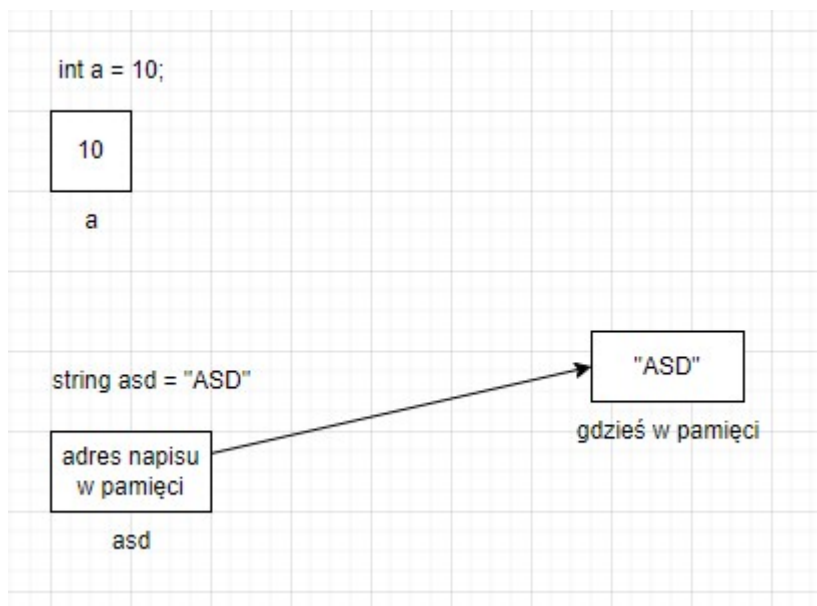 int a = 10;
10
a
string asd = "ASD"
"ASD"
gdzieś w pamięci
adres napisu
w pamięci
asd